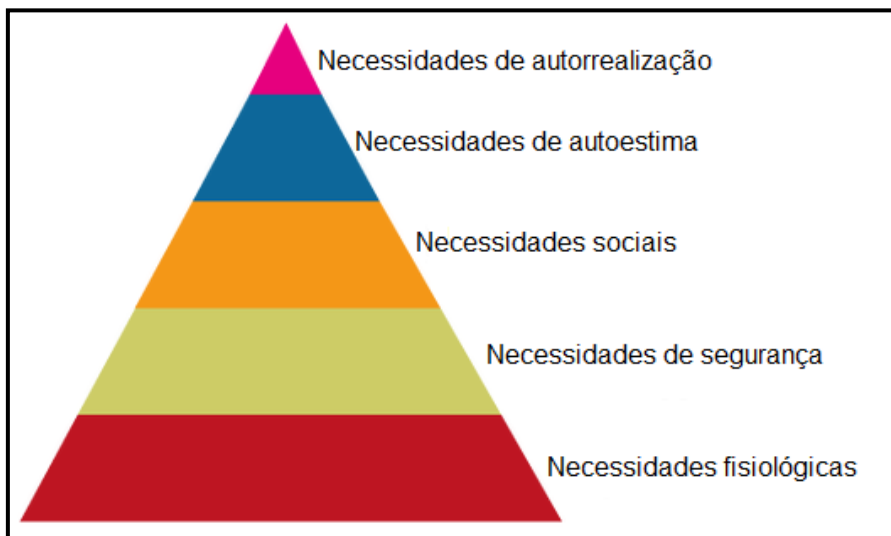 Necessidades de autorrealização
Necessidades de autoestima
Necessidades sociais
Necessidades de segurança
Necessidades fisiológicas